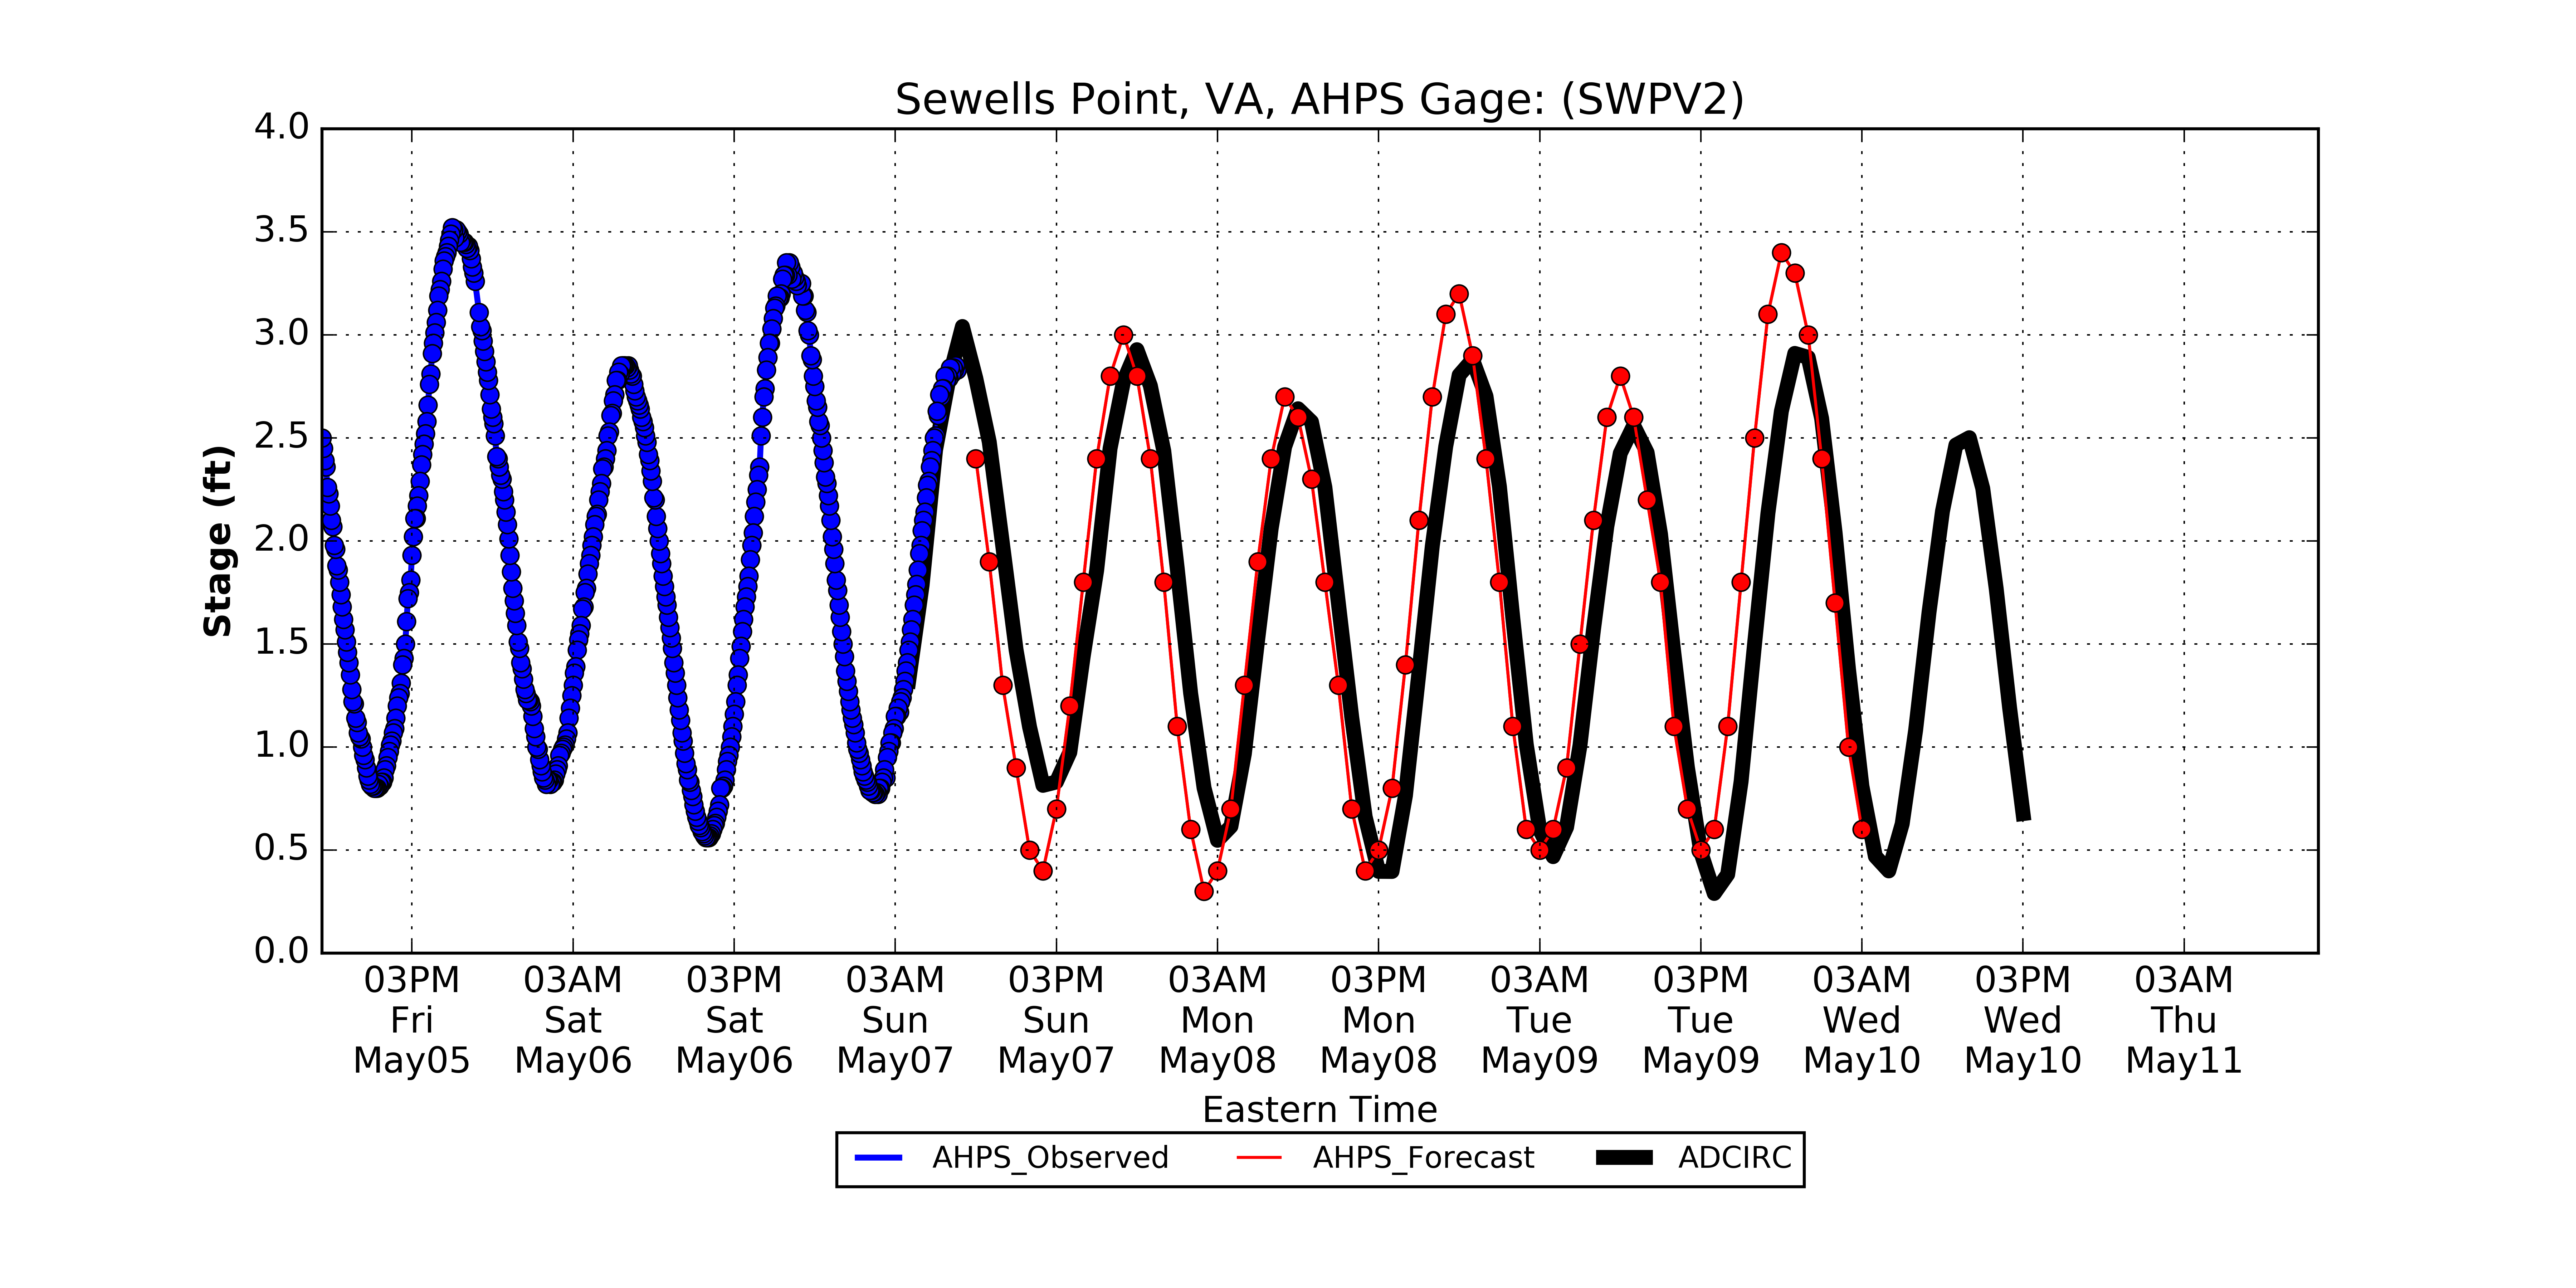 Sewells Point, VA, AHPS Gage: (SWPV2)
4.0
3.5
3.0
2.5
2.0
1.5
1.0
0.5
0.0
Stage (ft)
03PM 03AM 03PM 03AM 03PM 03AM 03PM 03AM 03PM 03AM 03PM 03AM
Fri Sat Sat Sun Sun Mon Mon Tue Tue Wed Wed Thu
May05 May06 May06 May07 May07 May08 May08 May09 May09 May10 May10 May11
Eastern Time
AHPS_Observed AHPS_Forecast ADCIRC